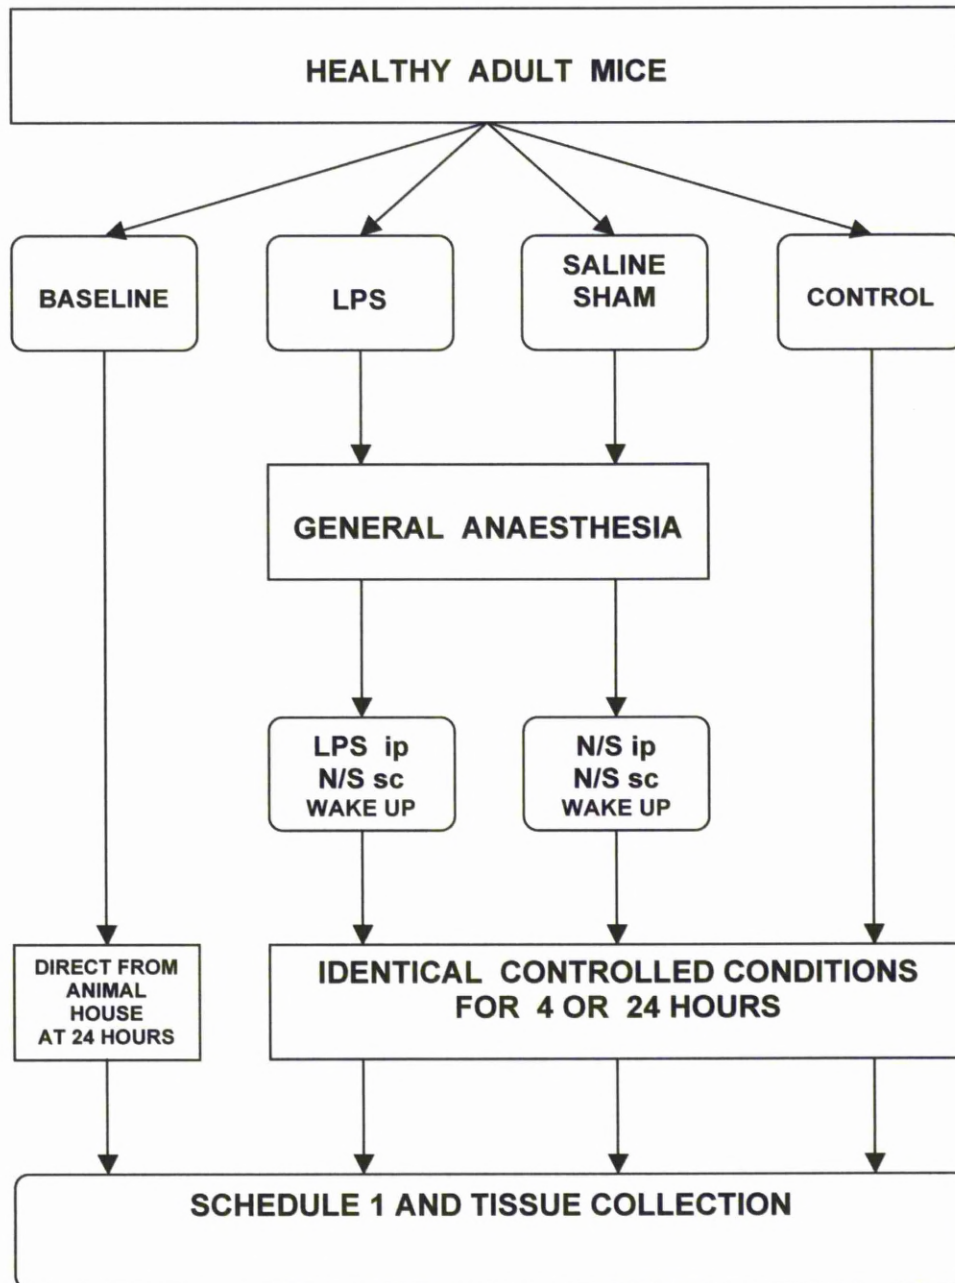 HEALTHY ADULT MICE
BASELINE
LPS
SALINE
SHAM
CONTROL
GENERAL ANAESTHESIA
LPS ip
N/S sc
WAKE UP
N/S ip
N/S sc
WAKE UP
DIRECT FROM
ANIMAL
HOUSE
AT 24 HOURS
IDENTICAL CONTROLLED CONDITIONS
FOR 4 OR 24 HOURS
SCHEDULE 1 AND TISSUE COLLECTION